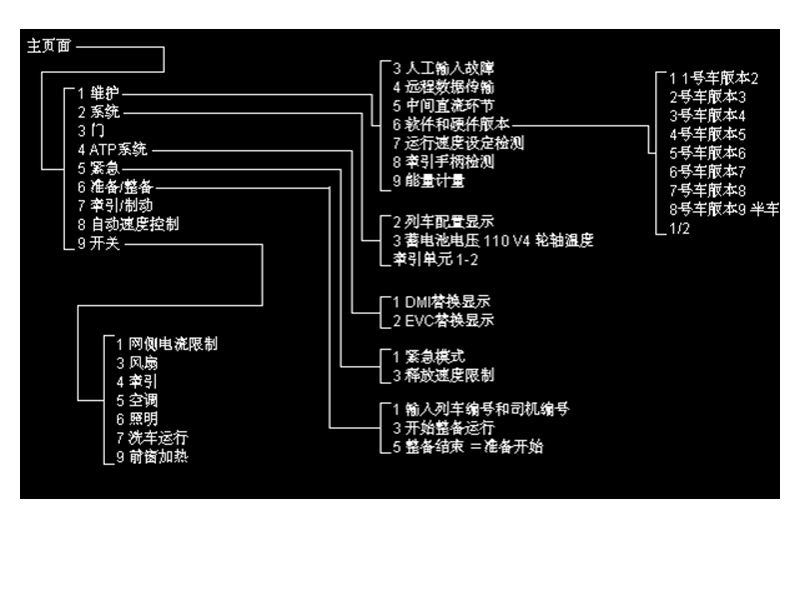 主页面
1 维护
2 系统
3 门
4 ATP系统
5 紧急
6 准备/整备
7 牵引/制动
8 自动速度控制
9 开关
1 网侧电流限制
3 风扇
4 牵引
5 空调
6 照明
7 洗车运行
9 前窗加热
3 人工输入故障
4 远程数据传输
5 中间直流环节
6 软件和硬件版本
7 运行速度设定检测
8 牵引手柄检测
9 能量计量
2 列车配置显示
3 蓄电池电压 110 V4 轮轴温度
牵引单元 1-2
1 DMI替换显示
2 EVC替换显示
1 紧急模式
3 释放速度限制
1 输入列车编号和司机编号
3 开始整备运行
5 整备结束 ＝准备开始
1 1号车版本2
2号车版本3
3号车版本4
4号车版本5
5号车版本6
6号车版本7
7号车版本8
8号车版本9 半车
1/2